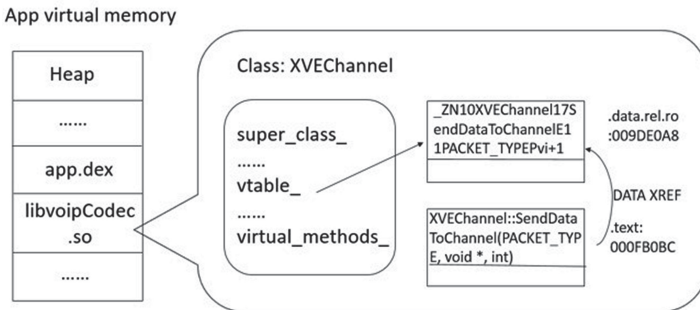 App virtual memory
Heap
......
app.dex
libvoipCodec
.so
......
Class: XVEChannel
super_class_
......
vtable_
......
virtual_methods_
_ZN10XVEChannel17S
endDataToChannelE1
1PACKET_TYPEPvi+1
.data.rel.ro
:009DE0A8
DATA XREF
XVEChannel::SendData
ToChannel(PACKET_TYP
E, void *, int)
.text:
000FB0BC